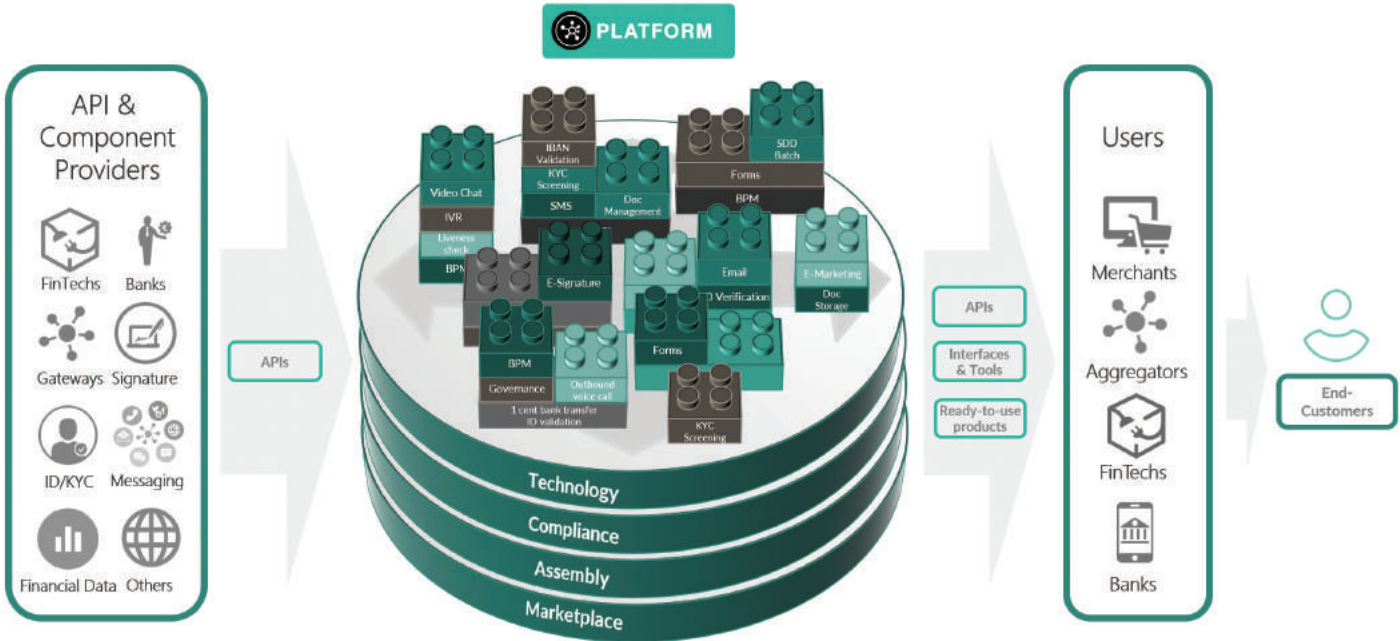 PLATFORM
API &
Component
Providers
FinTechs
Banks
Gateways
Signature
ID/KYC
Messaging
Financial Data
Others
APIs
IBAN
Validation
KYC
Screening
SMS
Doc
Management
Video Chat
IVR
Liveness
check
BPM
SDD
Batch
Forms
BPM
E-Signature
Email
D Verification
E-Marketing
Doc
Storage
BPM
Governance
Outbound
voice call
1 cent bank transfer
ID validation
Forms
KYC
Screening
Technology
Compliance
Assembly
Marketplace
APIs
Interfaces
& Tools
Ready-to-use
products
Users
Merchants
Aggregators
FinTechs
Banks
End-
Customers